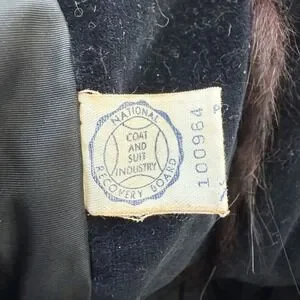 NATIONAL
COAT
AND
SUIT
INDUSTRY
RECOVERY BOARD
100964